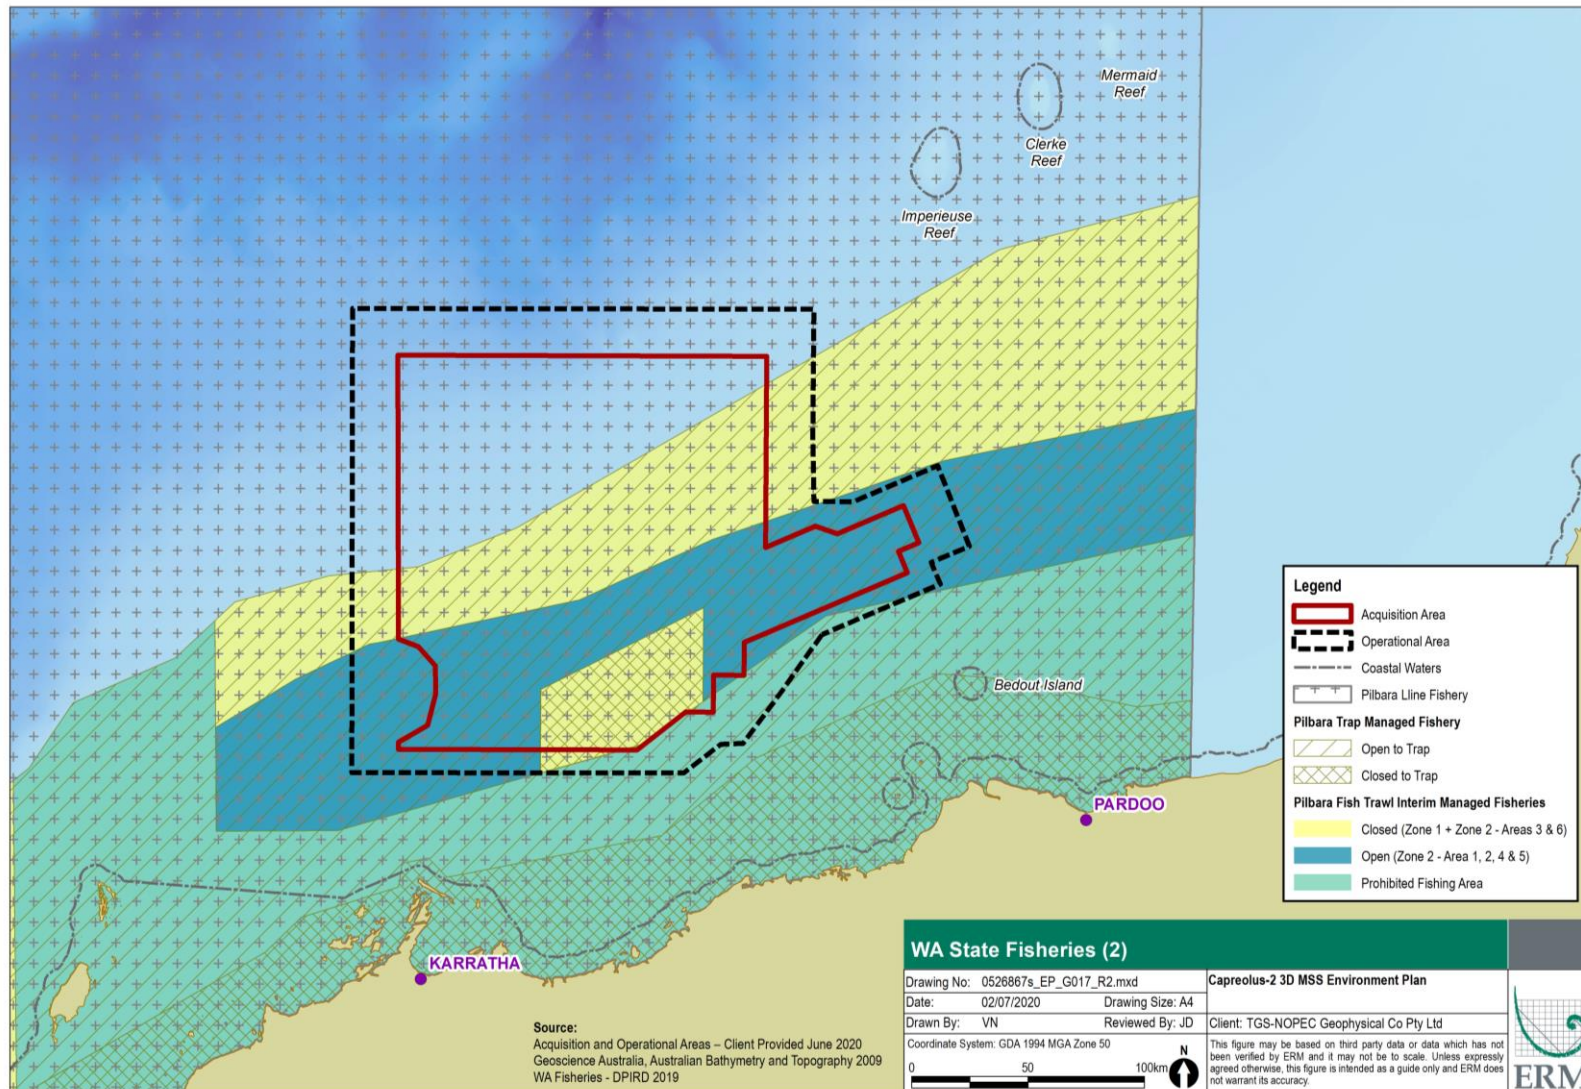 Mermaid
Reef
Clerke
Reef
Imperieuse
Reef
Bedout Island
PARDOO
KARRATHA
Legend
Acquisition Area
Operational Area
Coastal Waters
Pilbara Lline Fishery
Pilbara Trap Managed Fishery
Open to Trap
Closed to Trap
Pilbara Fish Trawl Interim Managed Fisheries
Closed (Zone 1 + Zone 2 - Areas 3 & 6)
Open (Zone 2 - Area 1, 2, 4 & 5)
Prohibited Fishing Area
Source:
Acquisition and Operational Areas – Client Provided June 2020
Geoscience Australia, Australian Bathymetry and Topography 2009
WA Fisheries - DPIRD 2019
WA State Fisheries (2)
Drawing No: 0526867s_EP_G017_R2.mxd
Date: 02/07/2020 Drawing Size: A4
Drawn By: VN Reviewed By: JD
Coordinate System: GDA 1994 MGA Zone 50
0 50 100km
N
Capreolus-2 3D MSS Environment Plan
Client: TGS-NOPEC Geophysical Co Pty Ltd
This figure may be based on third party data or data which has not
been verified by ERM and it may not be to scale. Unless expressly
agreed otherwise, this figure is intended as a guide only and ERM does
not warrant its accuracy.
ERM